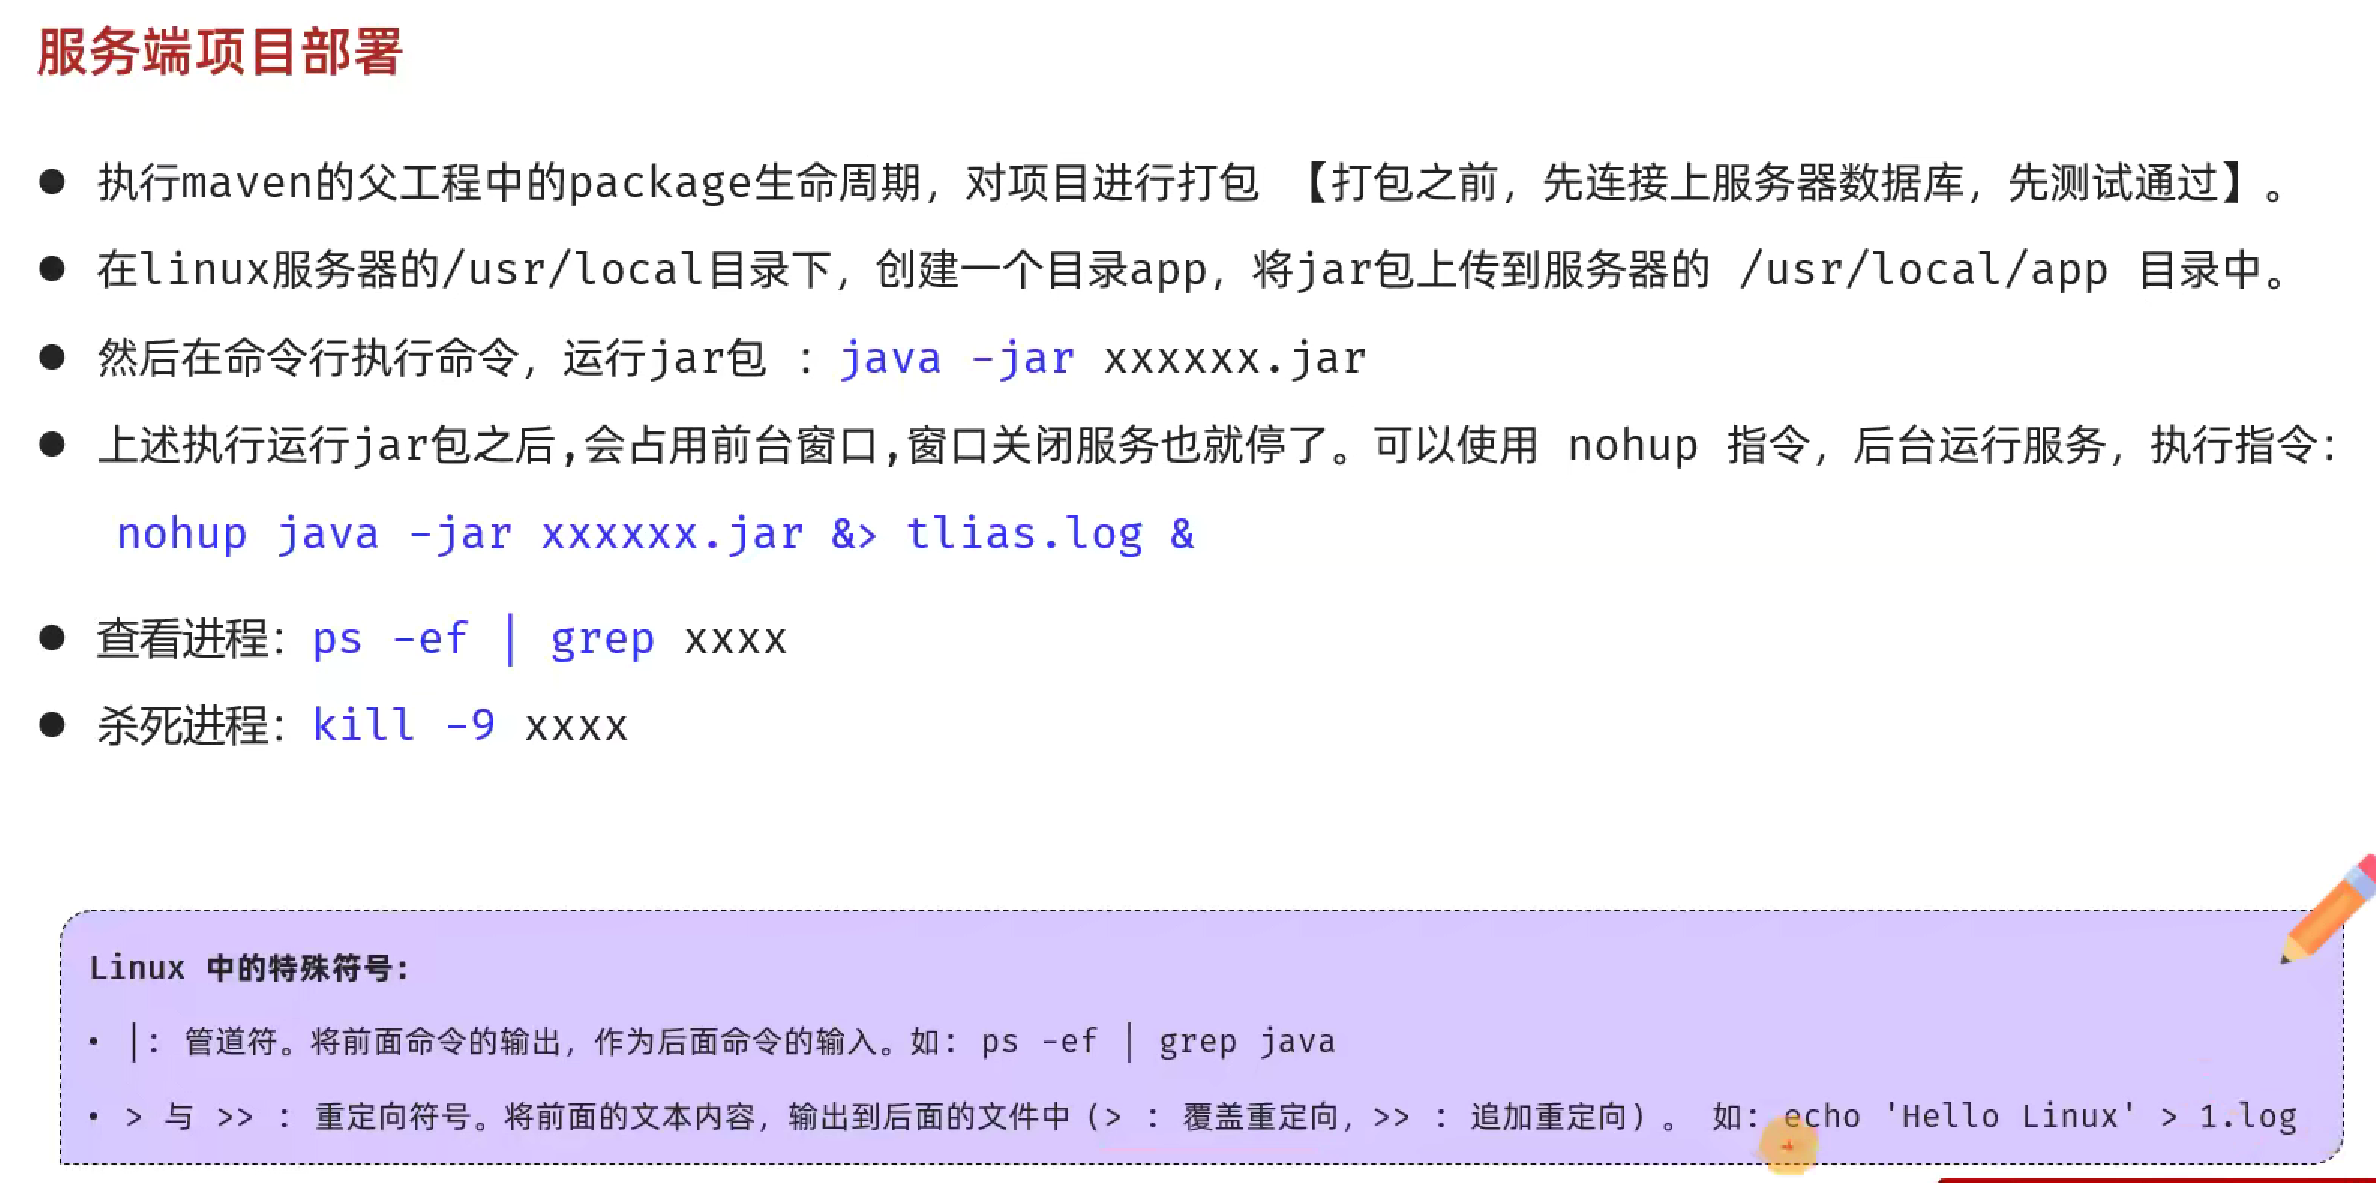 服务端项目部署
● 执行maven的父工程中的package生命周期，对项目进行打包 【打包之前，先连接上服务器数据库，先测试通过】。
● 在linux服务器的/usr/local目录下，创建一个目录app，将jar包上传到服务器的 /usr/local/app 目录中。
● 然后在命令行执行命令，运行jar包 : java -jar xxxxxx.jar
● 上述执行运行jar包之后,会占用前台窗口,窗口关闭服务也就停了。可以使用 nohup 指令，后台运行服务，执行指令：
nohup java -jar xxxxxx.jar &> tlias.log &
● 查看进程：ps -ef | grep xxxx
● 杀死进程：kill -9 xxxx
Linux 中的特殊符号：
• |： 管道符。将前面命令的输出，作为后面命令的输入。如： ps -ef | grep java
• > 与 >> : 重定向符号。将前面的文本内容，输出到后面的文件中（> : 覆盖重定向，>> : 追加重定向）。 如： echo 'Hello Linux' > 1.log